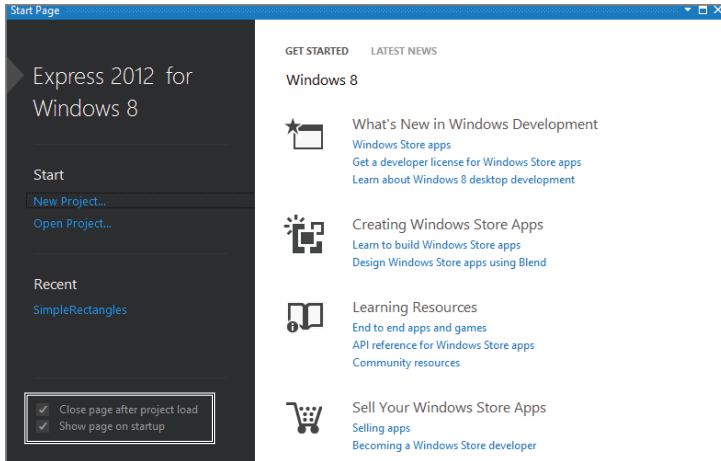 Start Page
Express 2012 for
Windows 8
Start
New Project...
Open Project...
Recent
SimpleRectangles
Close page after project load
Show page on startup
GET STARTED LATEST NEWS
Windows 8
What's New in Windows Development
Windows Store apps
Get a developer license for Windows Store apps
Learn about Windows 8 desktop development
Creating Windows Store Apps
Learn to build Windows Store apps
Design Windows Store apps using Blend
Learning Resources
End to end apps and games
API reference for Windows Store apps
Community resources
Sell Your Windows Store Apps
Selling apps
Becoming a Windows Store developer